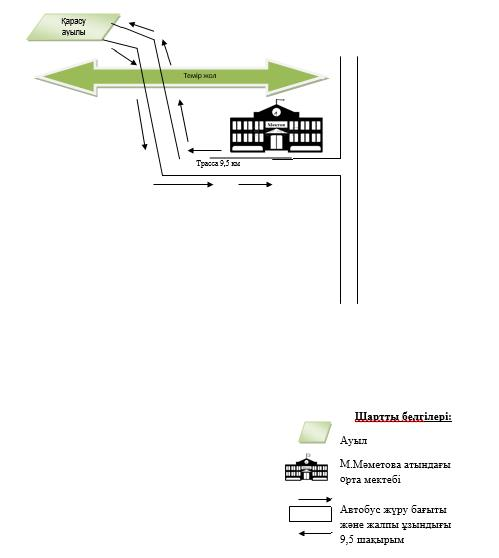 Қарасу
ауылы
Темір жол
Мектеп
Трасса 9,5 км
Шартты белгілері:
Ауыл
М.Мәметова атындағы
орта мектебі
Автобус жүру бағыты
және жалпы ұзындығы
9,5 шақырым